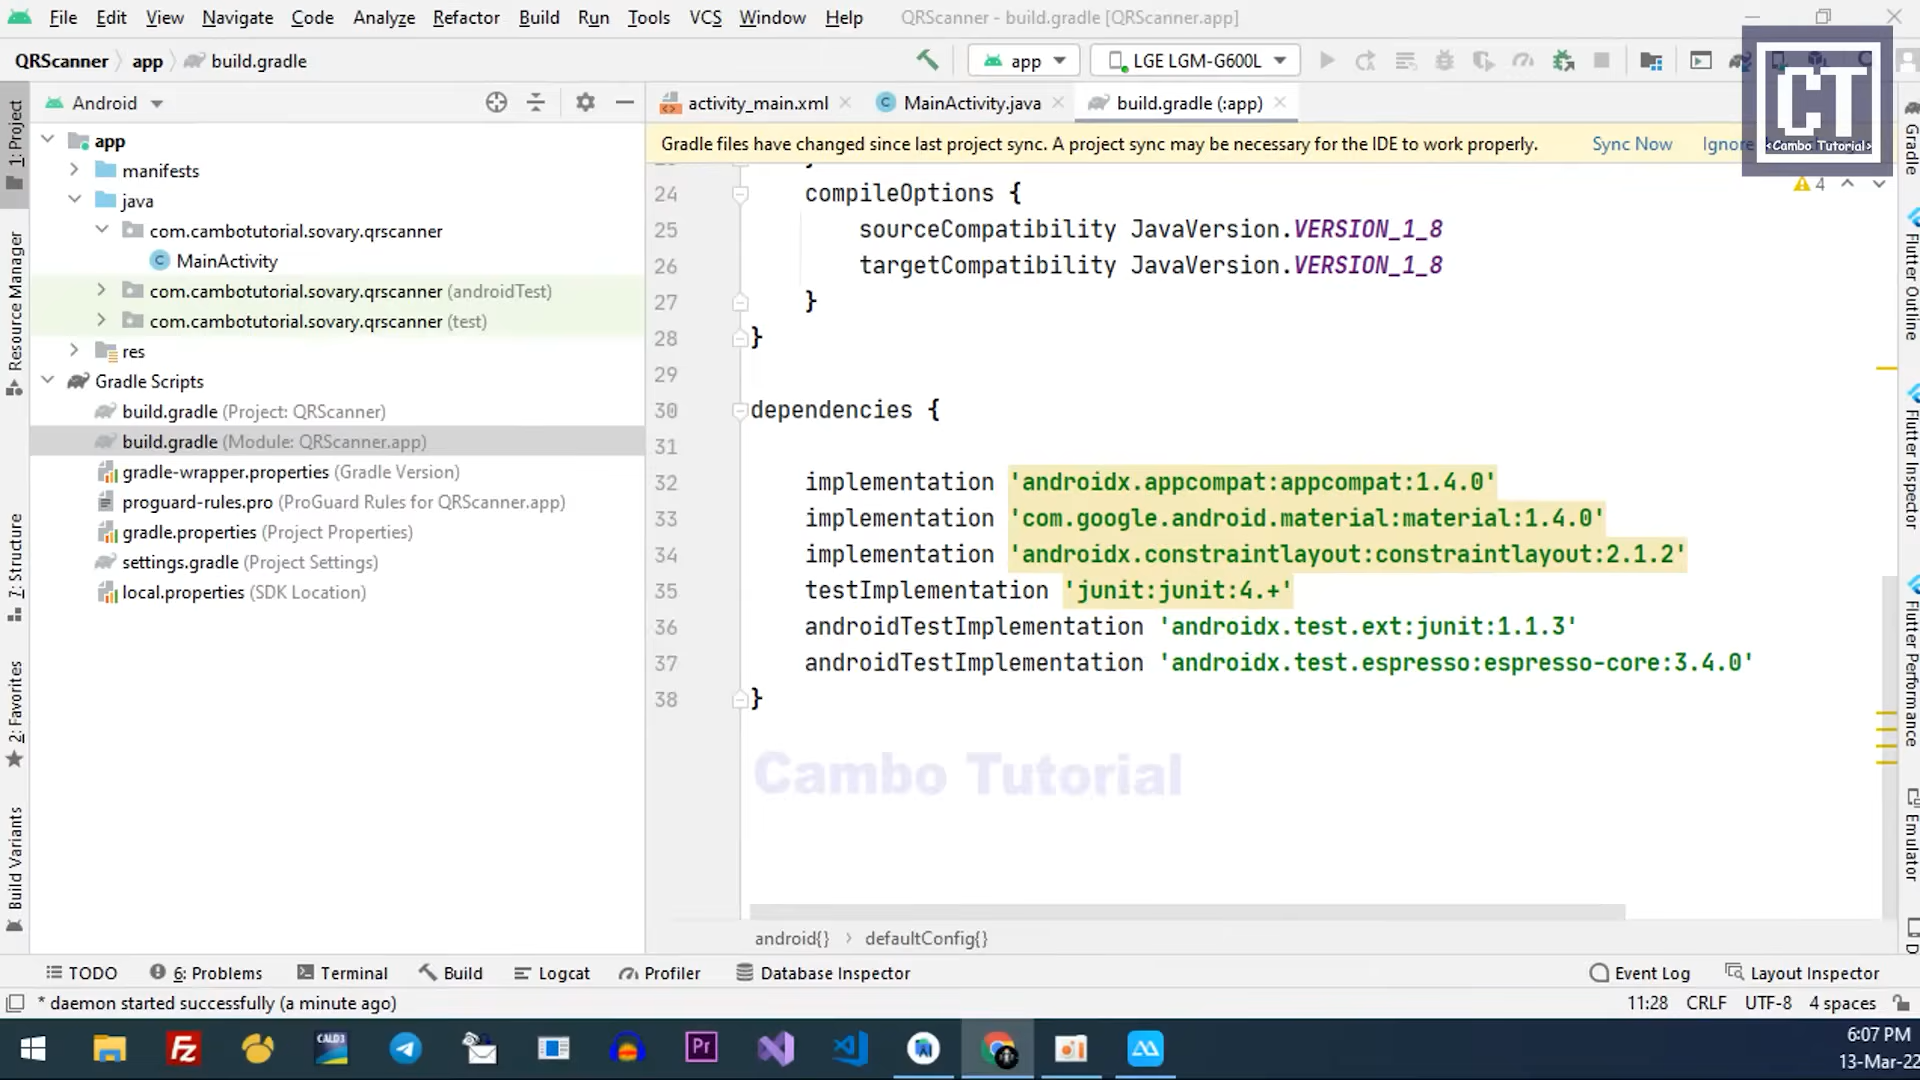 File Edit View Navigate Code Analyze Refactor Build Run Tools VCS Window Help QRScanner - build.gradle [QRScanner.app]
QRScanner app build.gradle app LGE LGM-G600L
CT
<Cambo Tutorial>
Android activity_main.xml MainActivity.java build.gradle (:app)
Gradle files have changed since last project sync. A project sync may be necessary for the IDE to work properly. Sync Now
4
app
manifests
java
com.cambotutorial.sovary.qrscanner
MainActivity
com.cambotutorial.sovary.qrscanner (androidTest)
com.cambotutorial.sovary.qrscanner (test)
res
Gradle Scripts
build.gradle (Project: QRScanner)
build.gradle (Module: QRScanner.app)
gradle-wrapper.properties (Gradle Version)
proguard-rules.pro (ProGuard Rules for QRScanner.app)
gradle.properties (Project Properties)
settings.gradle (Project Settings)
local.properties (SDK Location)
1: Project
Resource Manager
7: Structure
2: Favorites
Build Variants
24 compileOptions {
25 sourceCompatibility JavaVersion.VERSION_1_8
26 targetCompatibility JavaVersion.VERSION_1_8
27 }
28 }
29
30 dependencies {
31
32 implementation 'androidx.appcompat:appcompat:1.4.0'
33 implementation 'com.google.android.material:material:1.4.0'
34 implementation 'androidx.constraintlayout:constraintlayout:2.1.2'
35 testImplementation 'junit:junit:4.+'
36 androidTestImplementation 'androidx.test.ext:junit:1.1.3'
37 androidTestImplementation 'androidx.test.espresso:espresso-core:3.4.0'
38 }
Cambo Tutorial
android{} defaultConfig{}
Gradle
Flutter Outline
Flutter Inspector
Flutter Performance
Emulator
TODO 6: Problems Terminal Build Logcat Profiler Database Inspector Event Log Layout Inspector
* daemon started successfully (a minute ago) 11:28 CRLF UTF-8 4 spaces
CALD3
Fz
Pr
6:07 PM
13-Mar-22